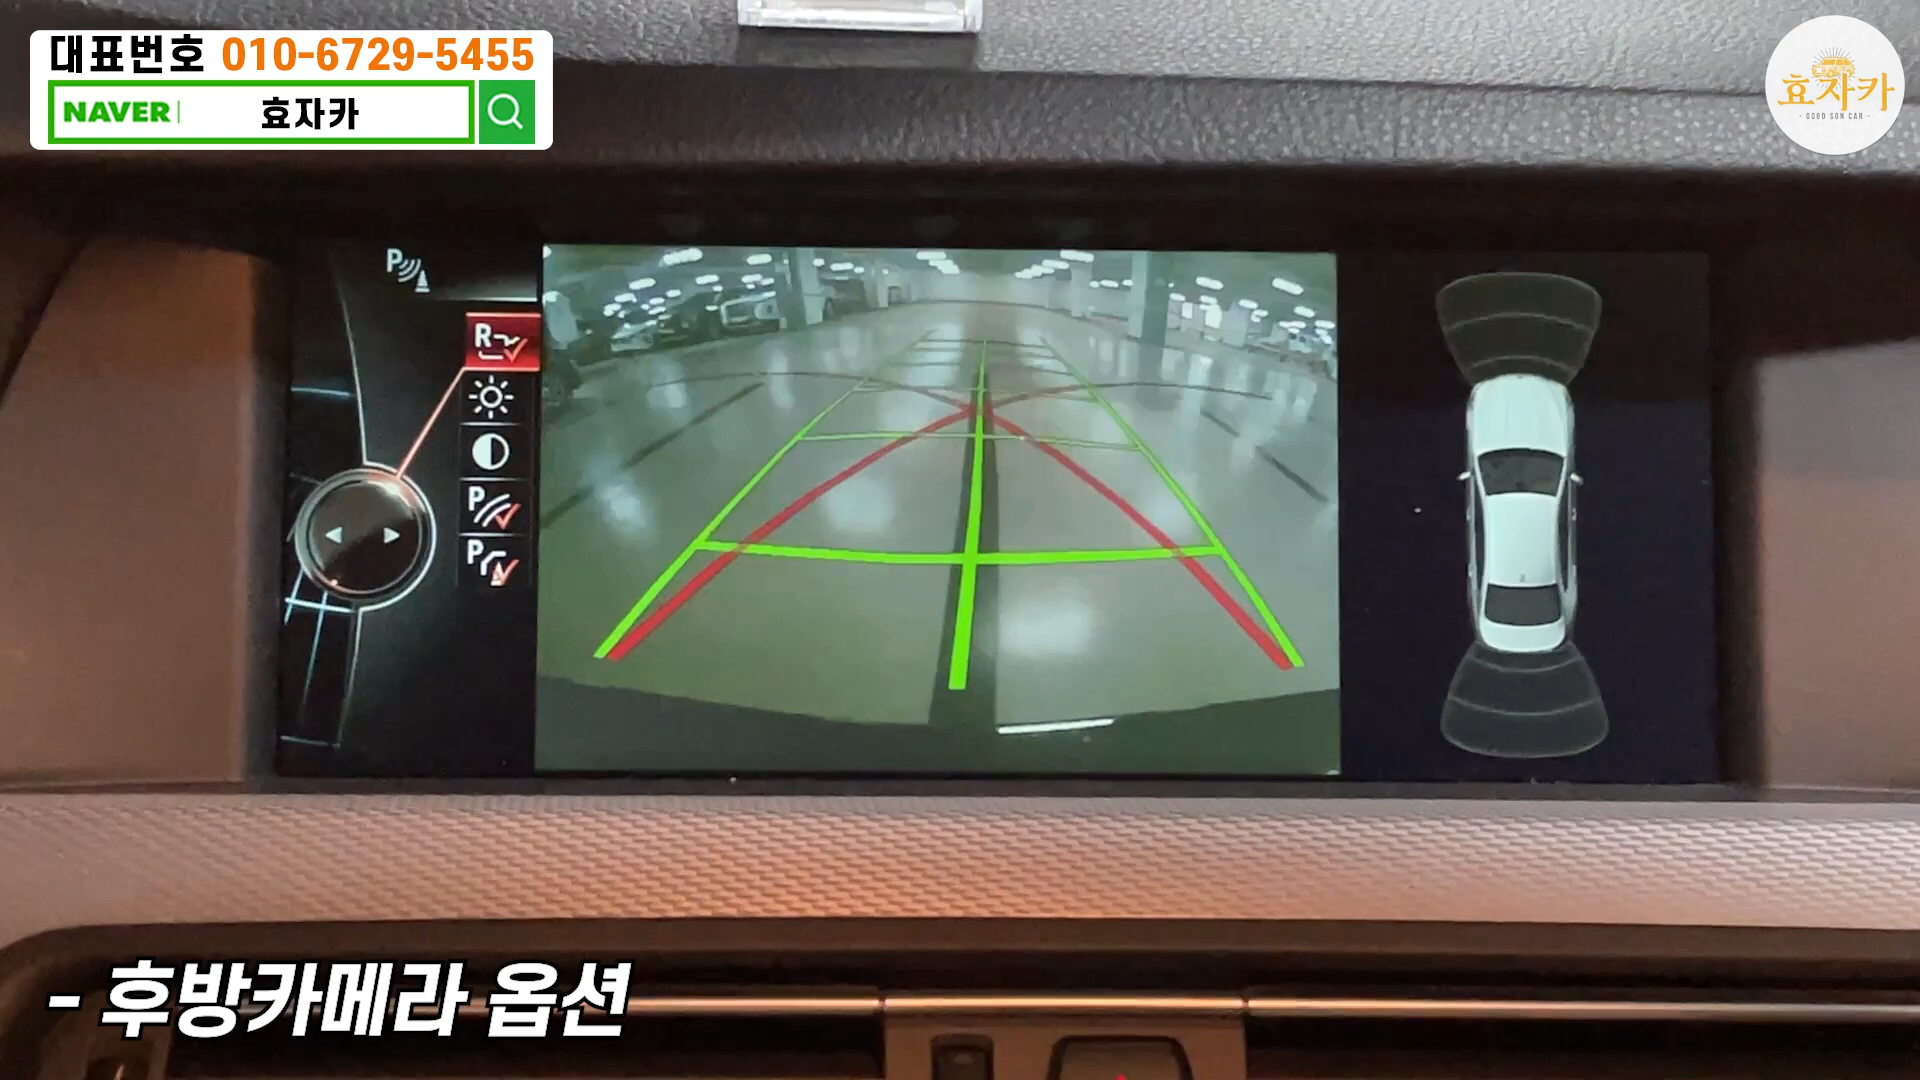 대표번호 010-6729-5455
NAVER 효자카
효자카
· GOOD SON CAR ·
P
R
P
P
- 후방카메라 옵션